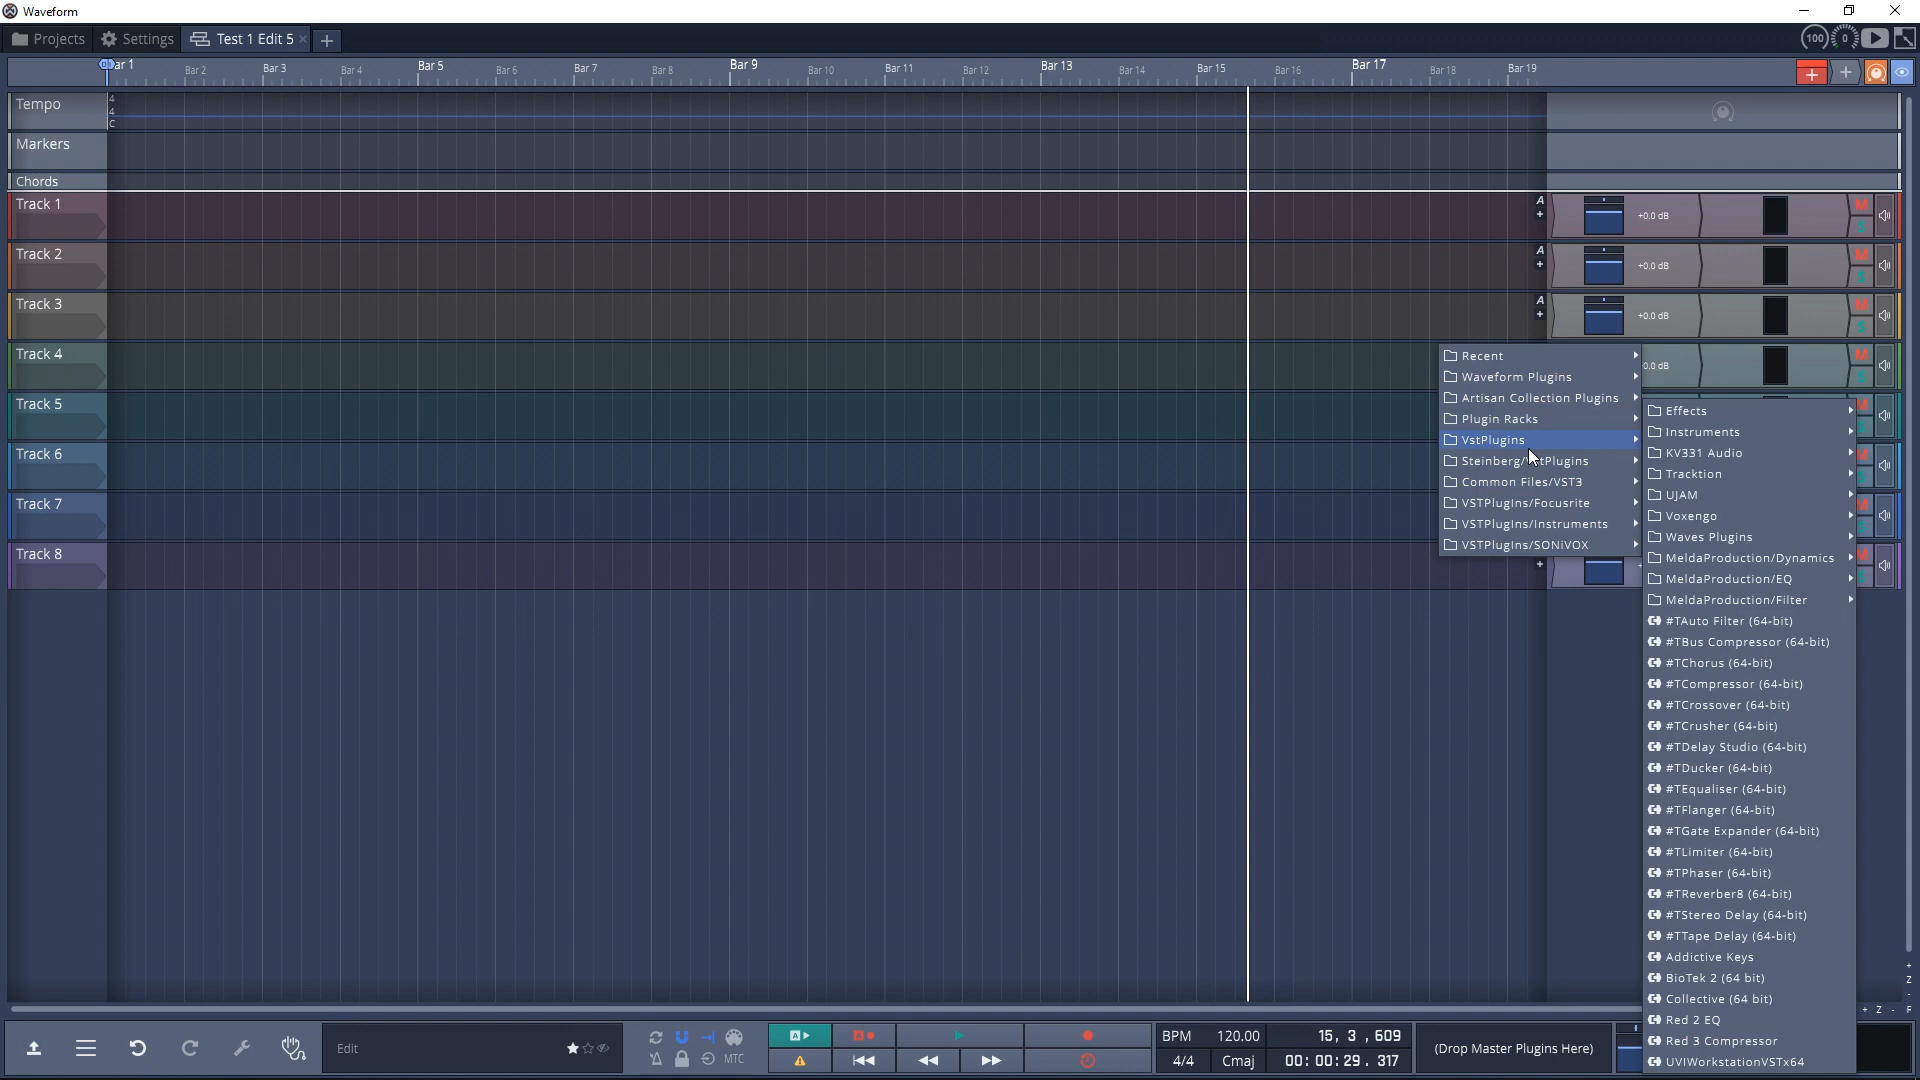 Waveform
Projects
Settings
Test 1 Edit 5
100
0
Bar 1
Bar 2
Bar 3
Bar 4
Bar 5
Bar 6
Bar 7
Bar 8
Bar 9
Bar 10
Bar 11
Bar 12
Bar 13
Bar 14
Bar 15
Bar 16
Bar 17
Bar 18
Bar 19
Tempo
4
4
C
Markers
Chords
Track 1
A
+0.0 dB
M
S
Track 2
A
+0.0 dB
M
S
Track 3
A
+0.0 dB
M
S
Track 4
0.0 dB
M
S
Track 5
M
Track 6
M
Track 7
M
Track 8
M
Recent
Waveform Plugins
Artisan Collection Plugins
Plugin Racks
VstPlugins
Steinberg/VstPlugins
Common Files/VST3
VSTPlugIns/Focusrite
VSTPlugIns/Instruments
VSTPlugIns/SONiVOX
Effects
Instruments
KV331 Audio
Tracktion
UJAM
Voxengo
Waves Plugins
MeldaProduction/Dynamics
MeldaProduction/EQ
MeldaProduction/Filter
#TAuto Filter (64-bit)
#TBus Compressor (64-bit)
#TChorus (64-bit)
#TCompressor (64-bit)
#TCrossover (64-bit)
#TCrusher (64-bit)
#TDelay Studio (64-bit)
#TDucker (64-bit)
#TEqualiser (64-bit)
#TFlanger (64-bit)
#TGate Expander (64-bit)
#TLimiter (64-bit)
#TPhaser (64-bit)
#TReverber8 (64-bit)
#TStereo Delay (64-bit)
#TTape Delay (64-bit)
Addictive Keys
BioTek 2 (64 bit)
Collective (64 bit)
Red 2 EQ
Red 3 Compressor
UVIWorkstationVSTx64
Z
+ Z - F
Edit
MTC
A
A
BPM 120.00
4/4 Cmaj
15, 3 , 609
00: 00: 29 . 317
(Drop Master Plugins Here)